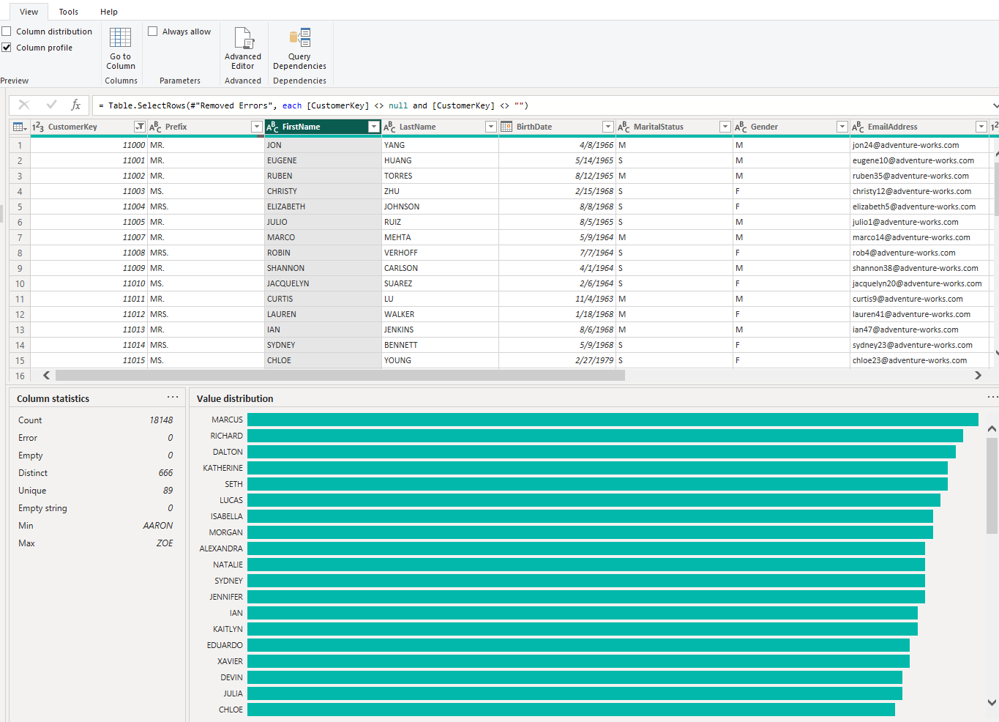 View Tools Help
Column distribution
Column profile
Preview
Go to
Column
Columns
Always allow
Parameters
Advanced
Editor
Advanced
Query
Dependencies
Dependencies
fx = Table.SelectRows(#"Removed Errors", each [CustomerKey] <> null and [CustomerKey] <> "")
123 CustomerKey ABC Prefix ABC FirstName ABC LastName BirthDate ABC MaritalStatus ABC Gender ABC EmailAddress 12
1 11000 MR. JON YANG 4/8/1966 M M jon24@adventure-works.com
2 11001 MR. EUGENE HUANG 5/14/1965 S M eugene10@adventure-works.com
3 11002 MR. RUBEN TORRES 8/12/1965 M M ruben35@adventure-works.com
4 11003 MS. CHRISTY ZHU 2/15/1968 S F christy12@adventure-works.com
5 11004 MRS. ELIZABETH JOHNSON 8/8/1968 S F elizabeth5@adventure-works.com
6 11005 MR. JULIO RUIZ 8/5/1965 S M julio1@adventure-works.com
7 11007 MR. MARCO MEHTA 5/9/1964 M M marco14@adventure-works.com
8 11008 MRS. ROBIN VERHOFF 7/7/1964 S F rob4@adventure-works.com
9 11009 MR. SHANNON CARLSON 4/1/1964 S M shannon38@adventure-works.com
10 11010 MS. JACQUELYN SUAREZ 2/6/1964 S F jacquelyn20@adventure-works.com
11 11011 MR. CURTIS LU 11/4/1963 M M curtis9@adventure-works.com
12 11012 MRS. LAUREN WALKER 1/18/1968 M F lauren41@adventure-works.com
13 11013 MR. IAN JENKINS 8/6/1968 M M ian47@adventure-works.com
14 11014 MRS. SYDNEY BENNETT 5/9/1968 S F sydney23@adventure-works.com
15 11015 MS. CHLOE YOUNG 2/27/1979 S F chloe23@adventure-works.com
16
Column statistics
Count 18148
Error 0
Empty 0
Distinct 666
Unique 89
Empty string 0
Min AARON
Max ZOE
Value distribution
MARCUS
RICHARD
DALTON
KATHERINE
SETH
LUCAS
ISABELLA
MORGAN
ALEXANDRA
NATALIE
SYDNEY
JENNIFER
IAN
KAITLYN
EDUARDO
XAVIER
DEVIN
JULIA
CHLOE